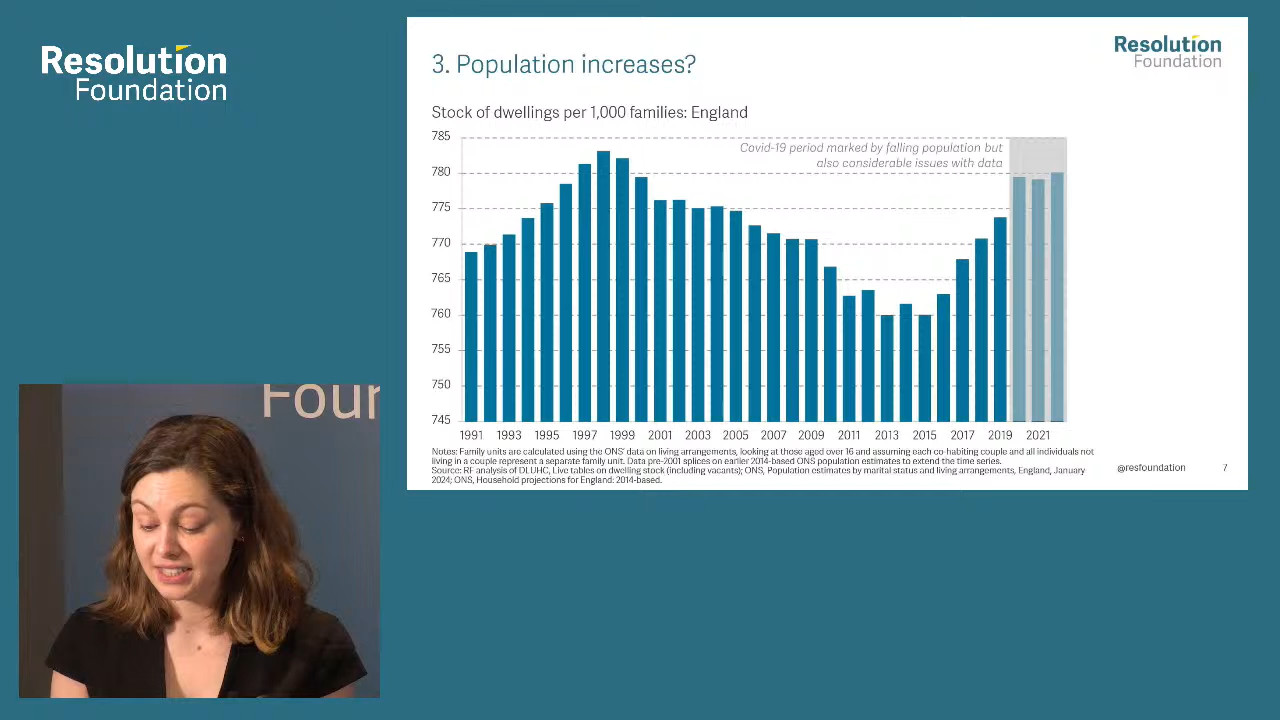 Resolution
Foundation
Resolution
Foundation
3. Population increases?
Stock of dwellings per 1,000 families: England
785
780
775
770
765
760
755
750
745
Covid-19 period marked by falling population but
also considerable issues with data
1991 1993 1995 1997 1999 2001 2003 2005 2007 2009 2011 2013 2015 2017 2019 2021
Notes: Family units are calculated using the ONS' data on living arrangements, looking at those aged over 16 and assuming each co-habiting couple and all individuals not
living in a couple represent a separate family unit. Data pre-2001 splices on earlier 2014-based ONS population estimates to extend the time series.
Source: RF analysis of DLUHC, Live tables on dwelling stock (including vacants); ONS, Population estimates by marital status and living arrangements, England, January
2024; ONS, Household projections for England: 2014-based.
@resfoundation 7
Four